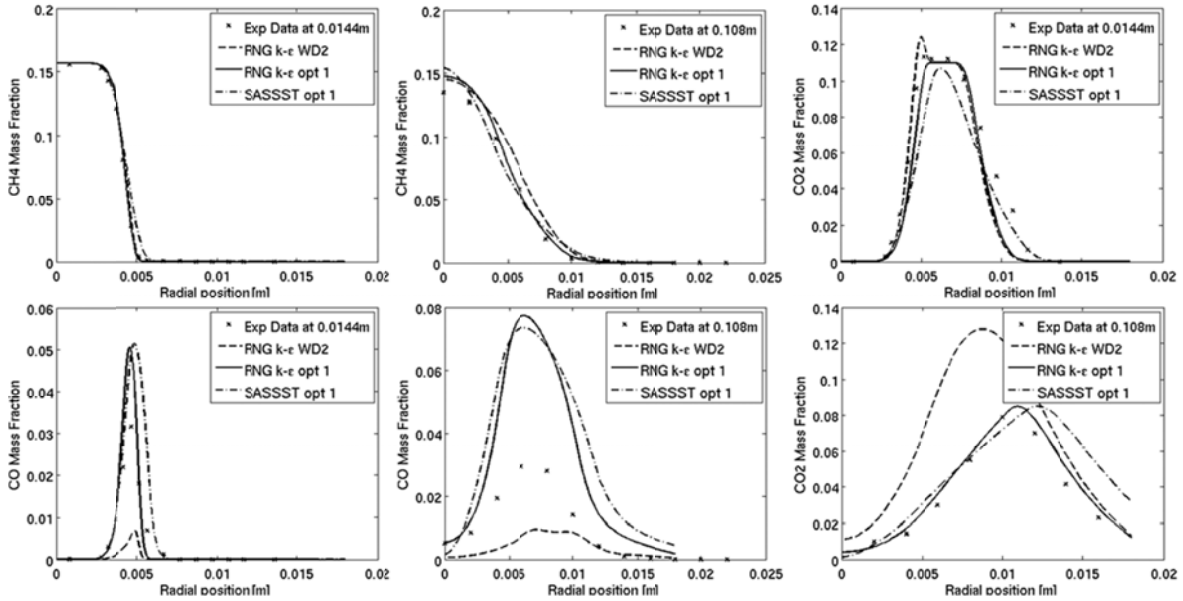 0.2
0.15
0.1
0.05
0
CH4 Mass Fraction
Exp Data at 0.0144m
RNG k-ε WD2
RNG k-ε opt 1
SASSST opt 1
0
0.005
0.01
0.015
0.02
Radial position [m]
0.2
0.15
0.1
0.05
0
CH4 Mass Fraction
Exp Data at 0.108m
RNG k-ε WD2
RNG k-ε opt 1
SASSST opt 1
0
0.005
0.01
0.015
0.02
0.025
Radial position [m]
0.14
0.12
0.10
0.08
0.06
0.04
0.02
0
CO2 Mass Fraction
Exp Data at 0.0144m
RNG k-ε WD2
RNG k-ε opt 1
SASSST opt 1
0
0.005
0.01
0.015
0.02
Radial position [m]
0.06
0.05
0.04
0.03
0.02
0.01
0
CO Mass Fraction
Exp Data at 0.0144m
RNG k-ε WD2
RNG k-ε opt 1
SASSST opt 1
0
0.005
0.01
0.015
0.02
Radial position [m]
0.08
0.06
0.04
0.02
0
CO Mass Fraction
Exp Data at 0.108m
RNG k-ε WD2
RNG k-ε opt 1
SASSST opt 1
0
0.005
0.01
0.015
0.02
0.025
Radial position [m]
0.14
0.12
0.10
0.08
0.06
0.04
0.02
0
CO2 Mass Fraction
Exp Data at 0.108m
RNG k-ε WD2
RNG k-ε opt 1
SASSST opt 1
0
0.005
0.01
0.015
0.02
Radial position [m]